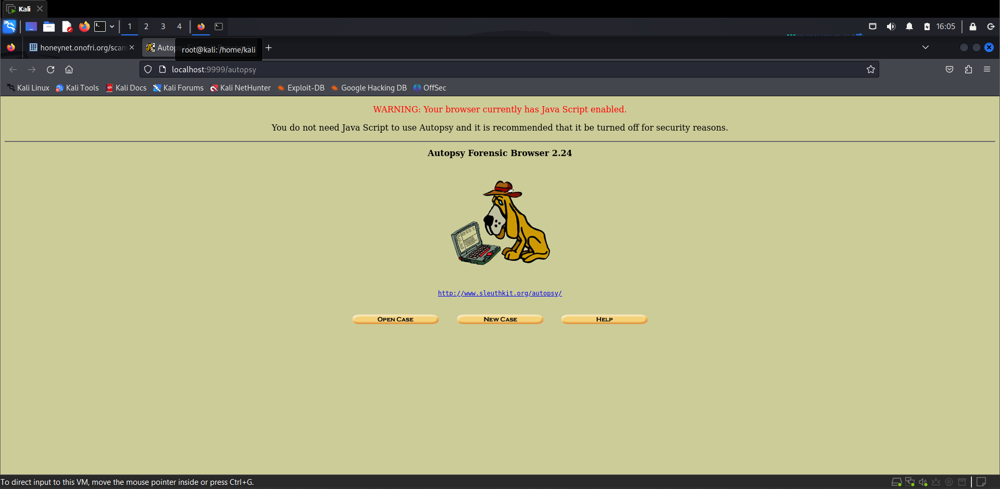 Kali
1 2 3 4 16:05
honeynet.onofri.org/scan Autop root@kali: /home/kali
localhost:9999/autopsy
Kali Linux Kali Tools Kali Docs Kali Forums Kali NetHunter Exploit-DB Google Hacking DB OffSec
WARNING: Your browser currently has Java Script enabled.
You do not need Java Script to use Autopsy and it is recommended that it be turned off for security reasons.
Autopsy Forensic Browser 2.24
http://www.sleuthkit.org/autopsy/
OPEN CASE NEW CASE HELP
To direct input to this VM, move the mouse pointer inside or press Ctrl+G.